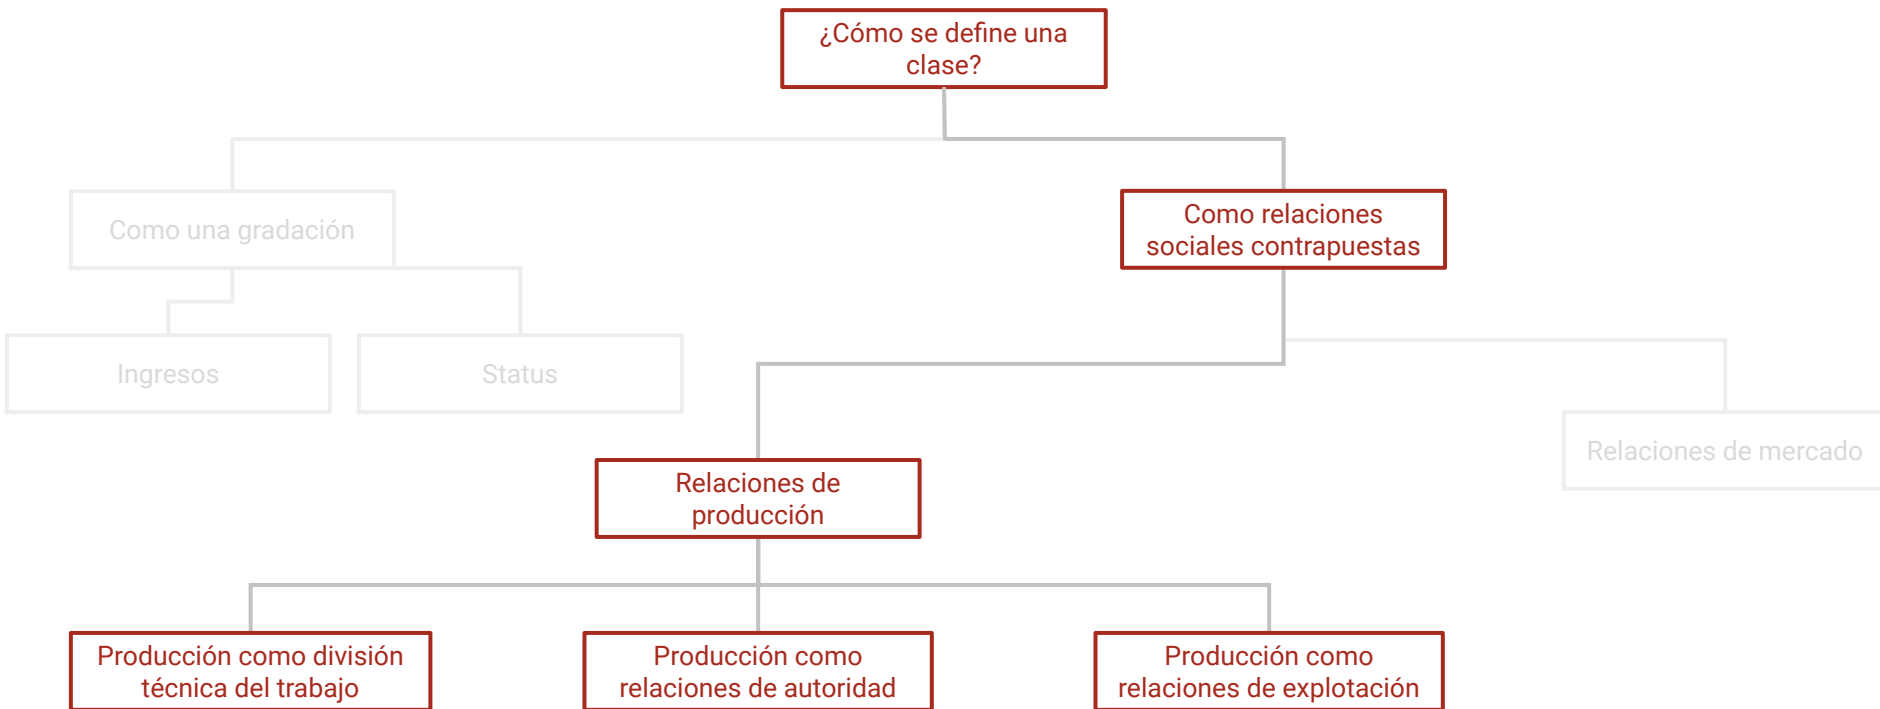 ¿Cómo se define una
clase?
Como una gradación
Como relaciones
sociales contrapuestas
Ingresos
Status
Relaciones de mercado
Relaciones de
producción
Producción como división
técnica del trabajo
Producción como
relaciones de autoridad
Producción como
relaciones de explotación